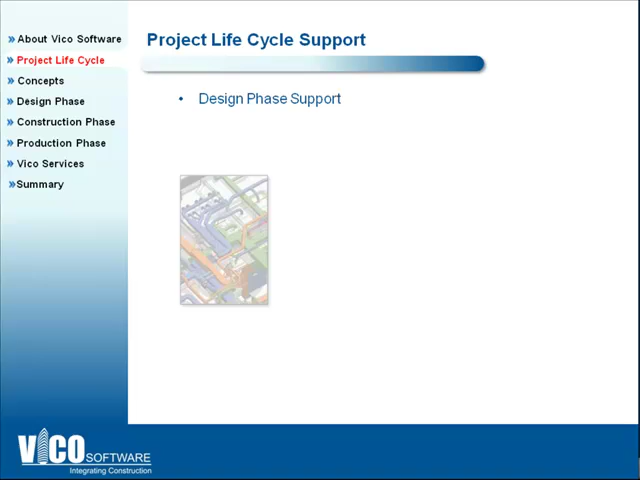 Project Life Cycle Support
» About Vico Software
» Project Life Cycle
» Concepts
» Design Phase
» Construction Phase
» Production Phase
» Vico Services
» Summary
• Design Phase Support
VICO SOFTWARE
Integrating Construction